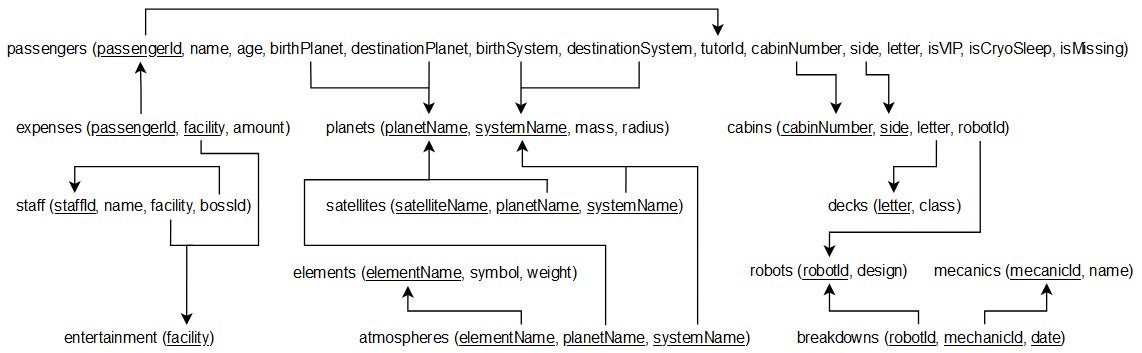 passengers (passengerId, name, age, birthPlanet, destinationPlanet, birthSystem, destinationSystem, tutorId, cabinNumber, side, letter, isVIP, isCryoSleep, isMissing)
expenses (passengerId, facility, amount)
planets (planetName, systemName, mass, radius)
cabins (cabinNumber, side, letter, robotId)
staff (staffId, name, facility, bossId)
satellites (satelliteName, planetName, systemName)
decks (letter, class)
elements (elementName, symbol, weight)
robots (robotId, design)
mecanics (mecanicId, name)
entertainment (facility)
atmospheres (elementName, planetName, systemName)
breakdowns (robotId, mechanicId, date)